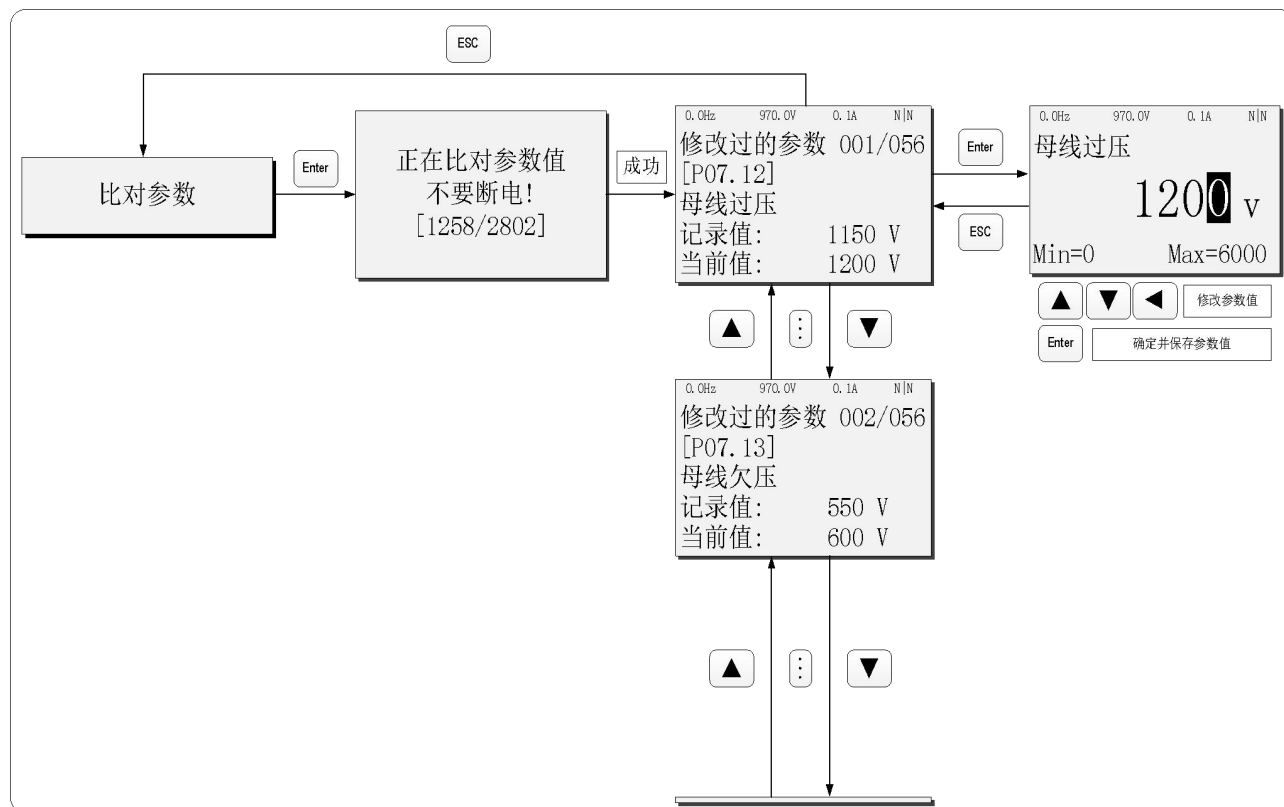 ESC
比对参数
Enter
正在比对参数值
不要断电!
[1258/2802]
成功
0.0Hz 970.0V 0.1A N|N
修改过的参数 001/056
[P07.12]
母线过压
记录值: 1150 V
当前值: 1200 V
Enter
ESC
0.0Hz 970.0V 0.1A N|N
母线过压
1200 V
Min=0 Max=6000
▲ ▼ ◀ 修改参数值
Enter 确定并保存参数值
▲ ⋮ ▼
0.0Hz 970.0V 0.1A N|N
修改过的参数 002/056
[P07.13]
母线欠压
记录值: 550 V
当前值: 600 V
▲ ⋮ ▼